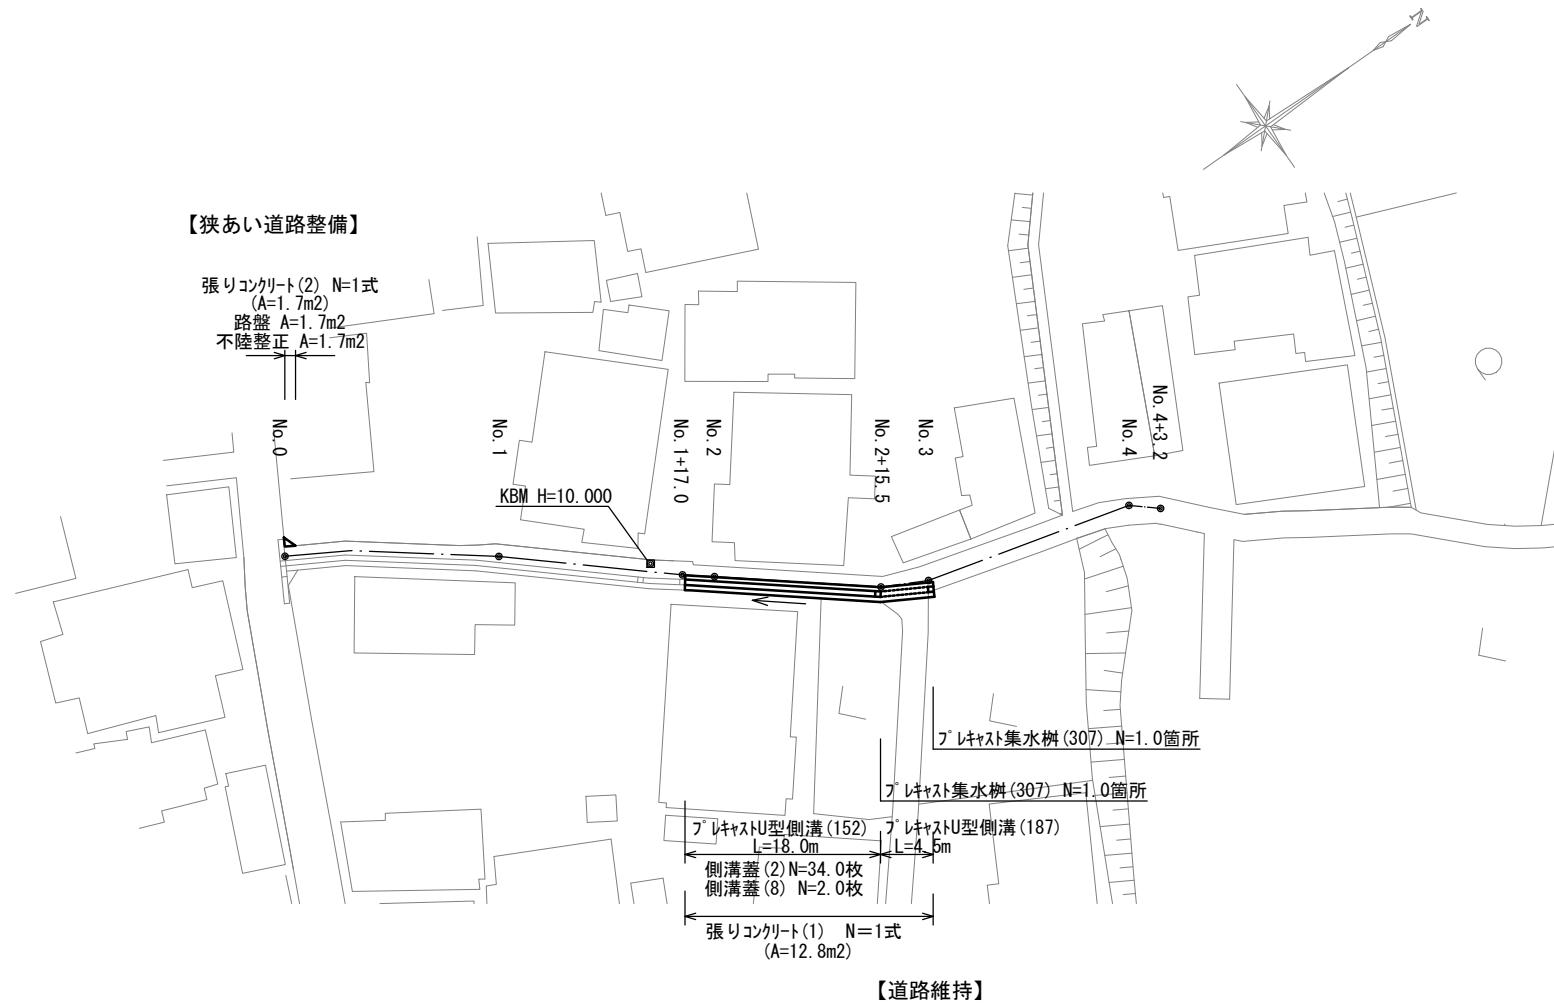 N
【狭あい道路整備】
張りコンクリート(2) N=1式
(A=1.7m2)
路盤 A=1.7m2
不陸整正 A=1.7m2
No.0
No.1
No.1+17.0
No.2
No.2+15.5
No.3
No.4
No.4+3.2
KBM H=10.000
プレキャスト集水桝(307) N=1.0箇所
プレキャスト集水桝(307) N=1.0箇所
プレキャストU型側溝(152)
L=18.0m
プレキャストU型側溝(187)
L=4.5m
側溝蓋(2)N=34.0枚
側溝蓋(8) N=2.0枚
張りコンクリート(1) N=1式
(A=12.8m2)
【道路維持】